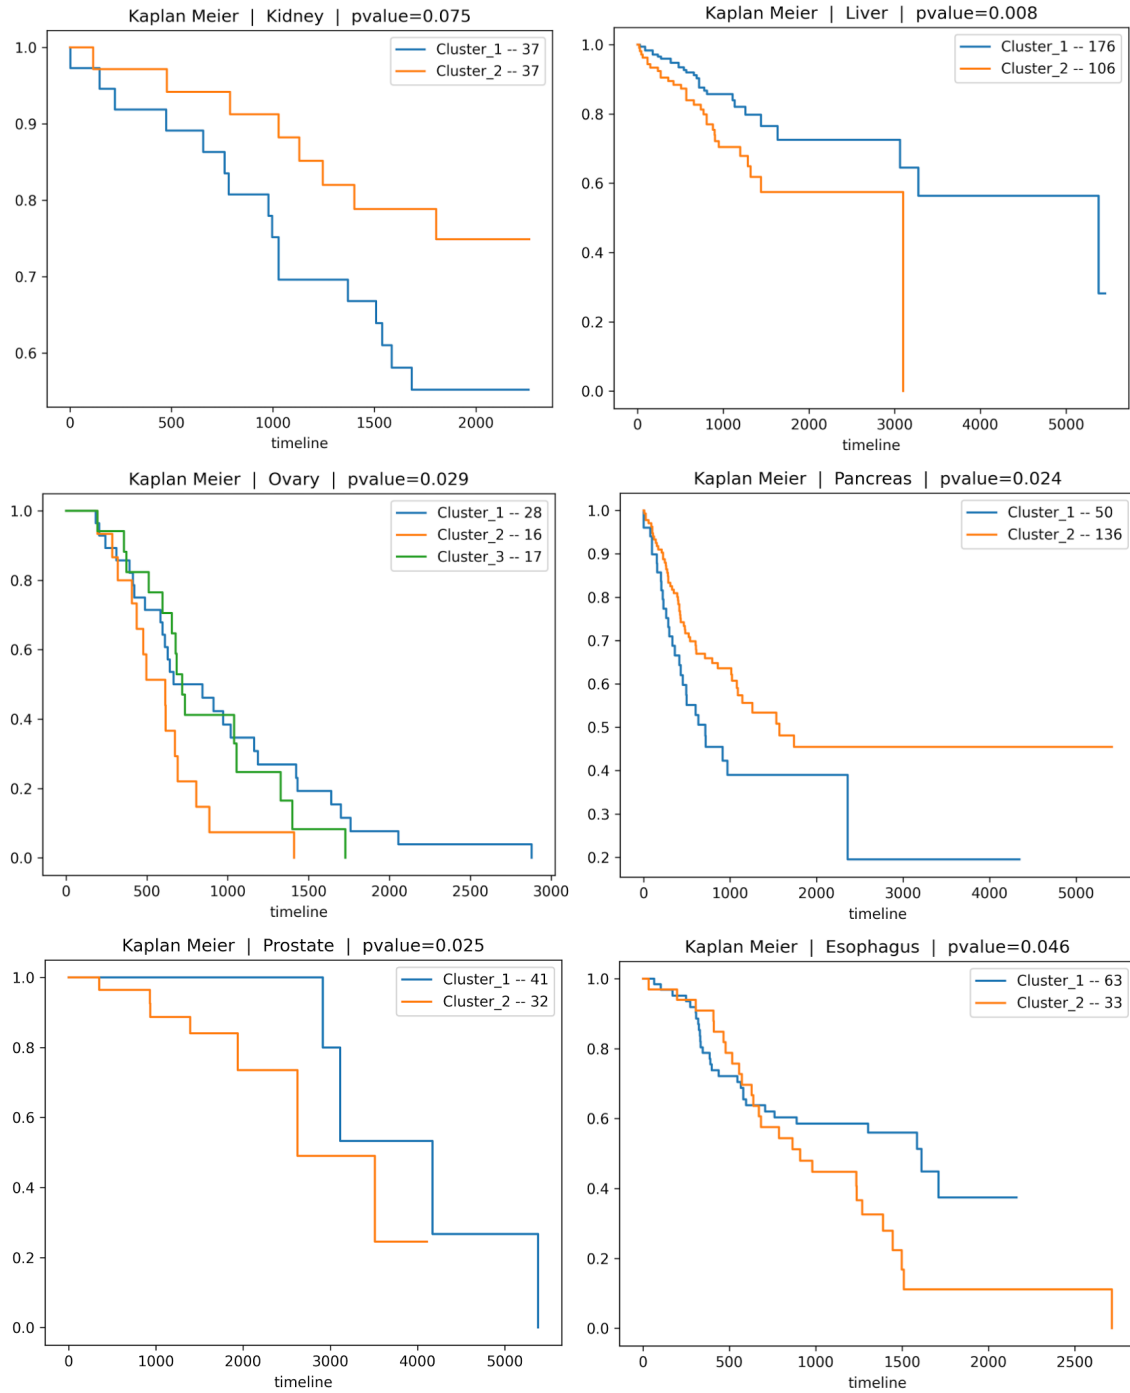 Kaplan Meier | Kidney | pvalue=0.075
Cluster_1 -- 37
Cluster_2 -- 37
1.0
0.9
0.8
0.7
0.6
0 500 1000 1500 2000
timeline
Kaplan Meier | Liver | pvalue=0.008
Cluster_1 -- 176
Cluster_2 -- 106
1.0
0.8
0.6
0.4
0.2
0.0
0 1000 2000 3000 4000 5000
timeline
Kaplan Meier | Ovary | pvalue=0.029
Cluster_1 -- 28
Cluster_2 -- 16
Cluster_3 -- 17
1.0
0.8
0.6
0.4
0.2
0.0
0 500 1000 1500 2000 2500 3000
timeline
Kaplan Meier | Pancreas | pvalue=0.024
Cluster_1 -- 50
Cluster_2 -- 136
1.0
0.9
0.8
0.7
0.6
0.5
0.4
0.3
0.2
0 1000 2000 3000 4000 5000
timeline
Kaplan Meier | Prostate | pvalue=0.025
Cluster_1 -- 41
Cluster_2 -- 32
1.0
0.8
0.6
0.4
0.2
0.0
0 1000 2000 3000 4000 5000
timeline
Kaplan Meier | Esophagus | pvalue=0.046
Cluster_1 -- 63
Cluster_2 -- 33
1.0
0.8
0.6
0.4
0.2
0.0
0 500 1000 1500 2000 2500
timeline